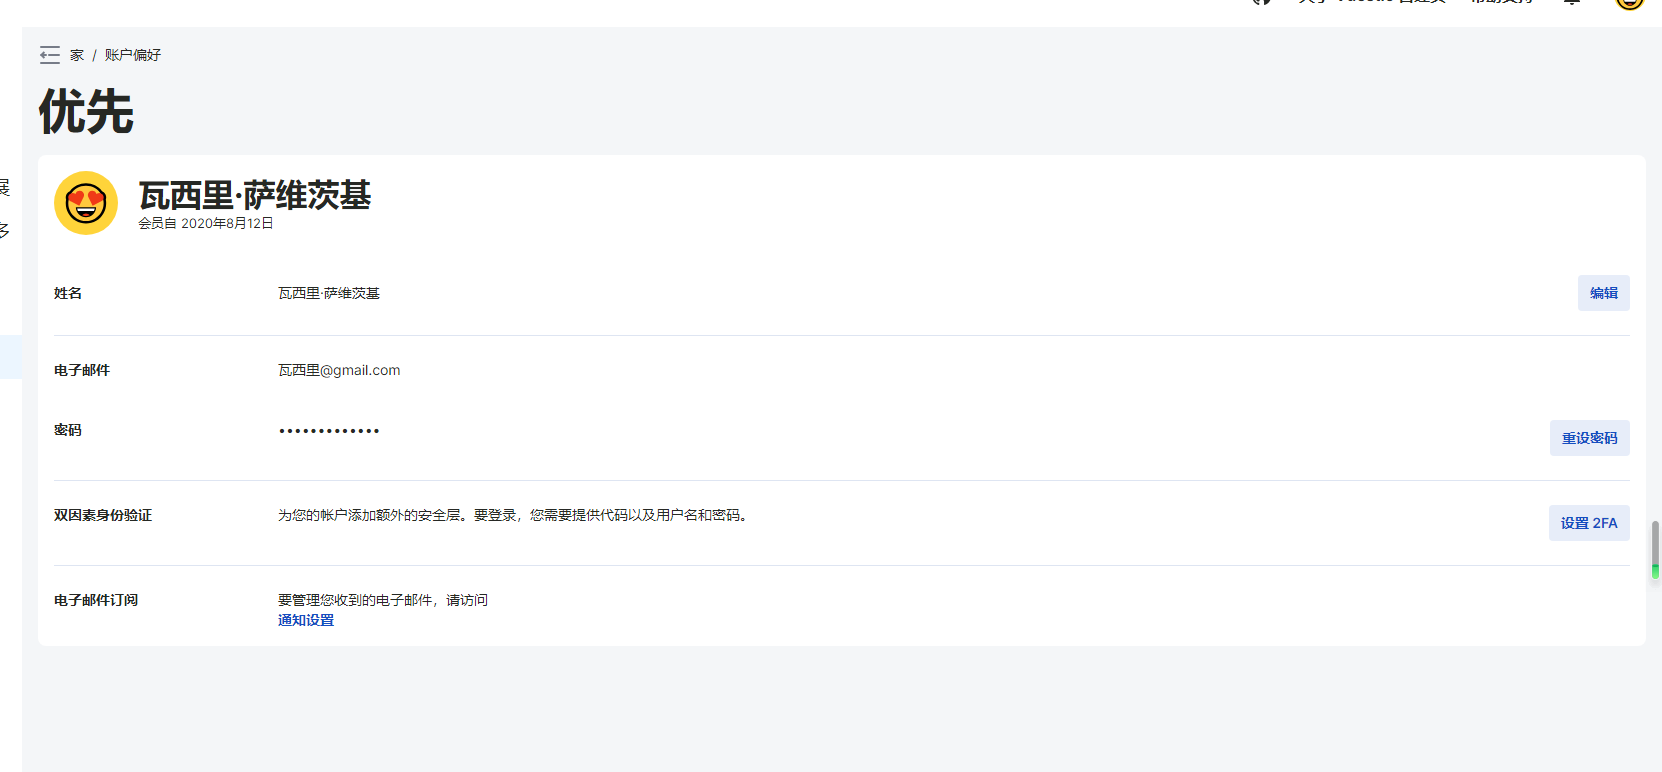 家 / 账户偏好
优先
展
多
瓦西里·萨维茨基
会员自 2020年8月12日
姓名
瓦西里·萨维茨基
编辑
电子邮件
瓦西里@gmail.com
密码
•••••••••••••
重设密码
双因素身份验证
为您的帐户添加额外的安全层。要登录，您需要提供代码以及用户名和密码。
设置 2FA
电子邮件订阅
要管理您收到的电子邮件，请访问
通知设置